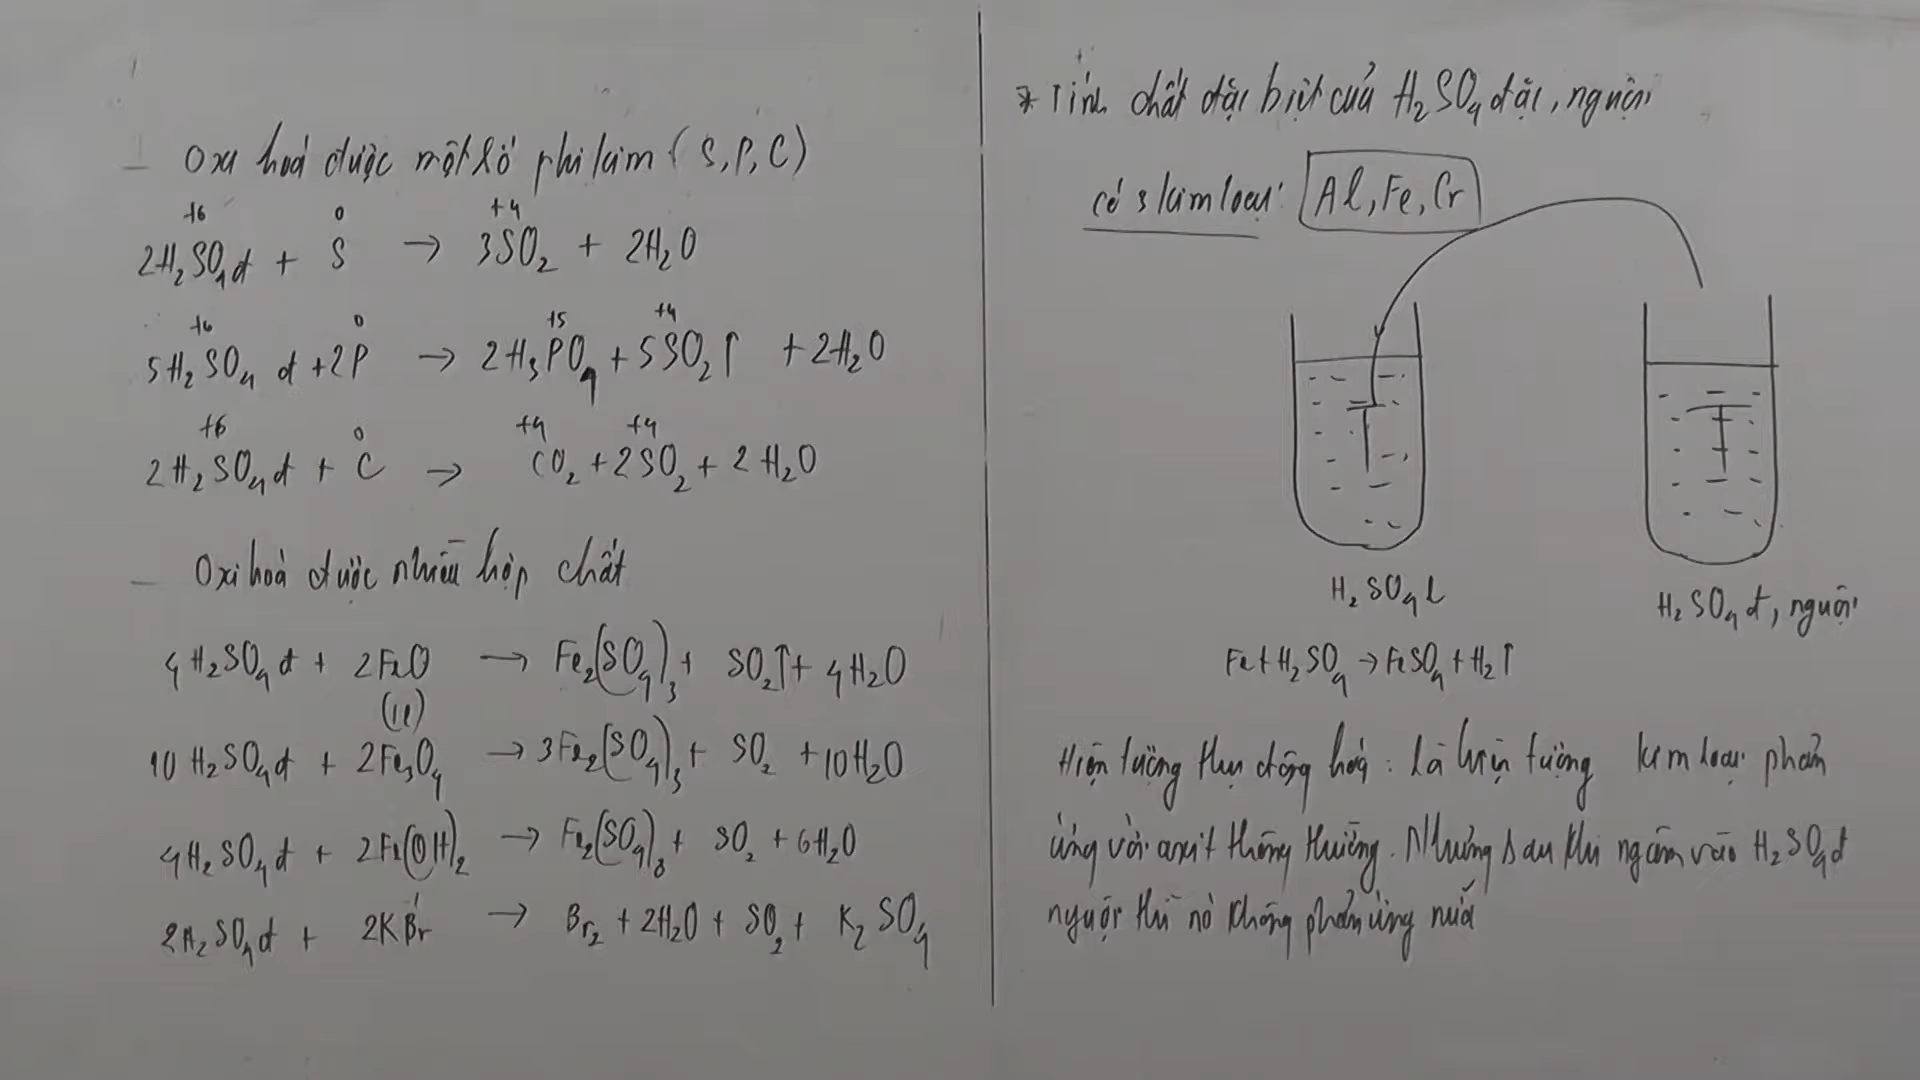 - Oxi hoá được một số phi kim (S, P, C)
+6 0 +4
2H₂SO₄đ + S → 3SO₂ + 2H₂O
+6 0 +5 +4
5H₂SO₄ đ + 2P → 2H₃PO₄ + 5SO₂↑ + 2H₂O
+6 0 +4 +4
2H₂SO₄đ + C → CO₂ + 2SO₂ + 2H₂O
- Oxi hoá được nhiều hợp chất
4H₂SO₄đ + 2FeO → Fe₂(SO₄)₃ + SO₂↑ + 4H₂O
(II)
10H₂SO₄đ + 2Fe₃O₄ → 3Fe₂(SO₄)₃ + SO₂ + 10H₂O
4H₂SO₄đ + 2Fe(OH)₂ → Fe₂(SO₄)₃ + SO₂ + 6H₂O
2H₂SO₄đ + 2KBr → Br₂ + 2H₂O + SO₂ + K₂SO₄
* Tính chất đặc biệt của H₂SO₄ đặc, nguội
có 3 kim loại: Al, Fe, Cr
H₂SO₄ l
H₂SO₄ đ, nguội
Fe + H₂SO₄ → FeSO₄ + H₂↑
Hiện tượng thụ động hoá: Là hiện tượng kim loại phản
ứng với axit thông thường. Nhưng sau khi ngâm vào H₂SO₄đ
nguội thì nó không phản ứng nữa